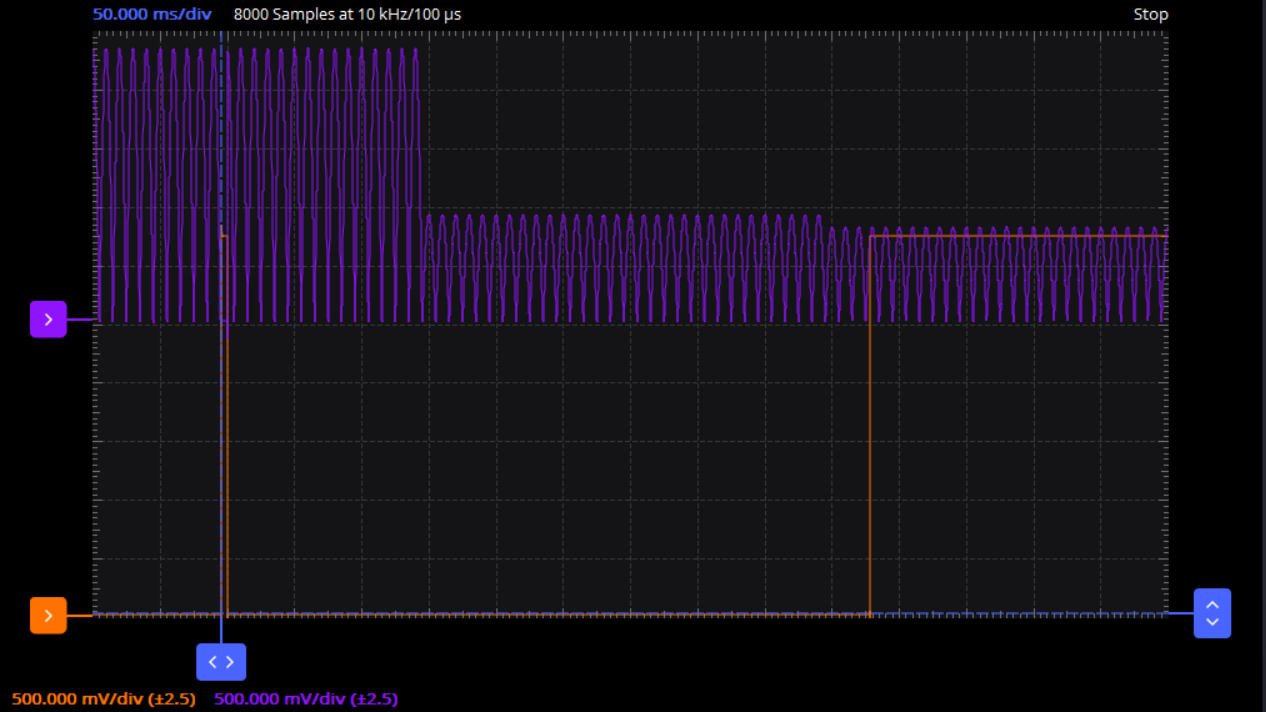 50.000 ms/div 8000 Samples at 10 kHz/100 µs Stop
500.000 mV/div (±2.5) 500.000 mV/div (±2.5)